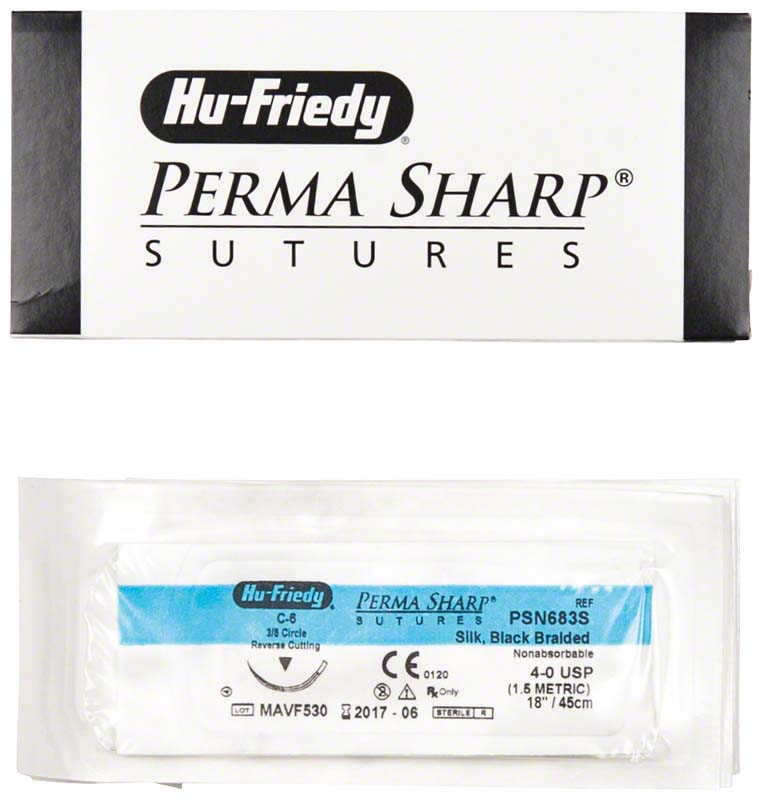 Hu-Friedy®
PERMA SHARP®
SUTURES
Hu-Friedy
PERMA SHARP®
SUTURES
REF
PSN683S
Silk, Black Braided
Nonabsorbable
C-6
3/8 Circle
Reverse Cutting
CE 0120
4-0 USP
(1.5 METRIC)
18" / 45cm
Rx Only
LOT MAVF530 2017 - 06 STERILE R